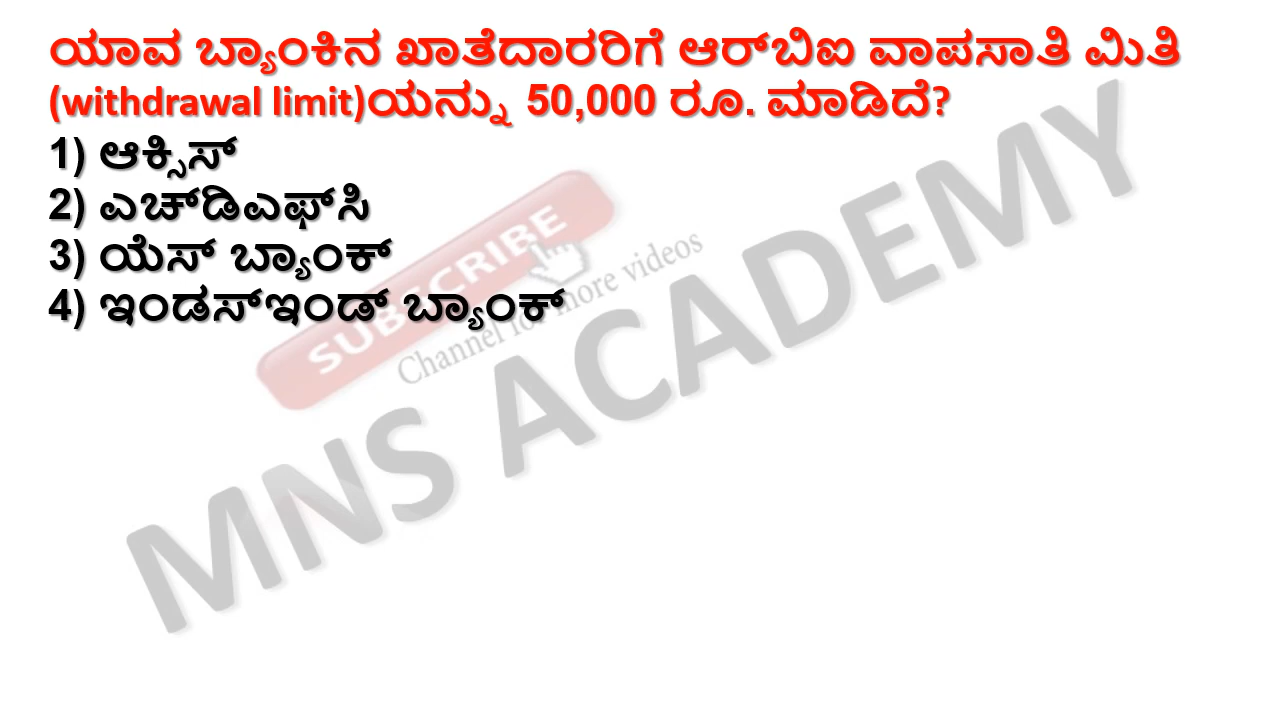 ಯಾವ ಬ್ಯಾಂಕಿನ ಖಾತೆದಾರರಿಗೆ ಆರ್‌ಬಿಐ ವಾಪಸಾತಿ ಮಿತಿ
(withdrawal limit)ಯನ್ನು 50,000 ರೂ. ಮಾಡಿದೆ?
1) ಆಕ್ಸಿಸ್
2) ಎಚ್‌ಡಿಎಫ್‌ಸಿ
3) ಯೆಸ್ ಬ್ಯಾಂಕ್
4) ಇಂಡಸ್‌ಇಂಡ್ ಬ್ಯಾಂಕ್
SUBSCRIBE
Channel for more videos
MNS ACADEMY